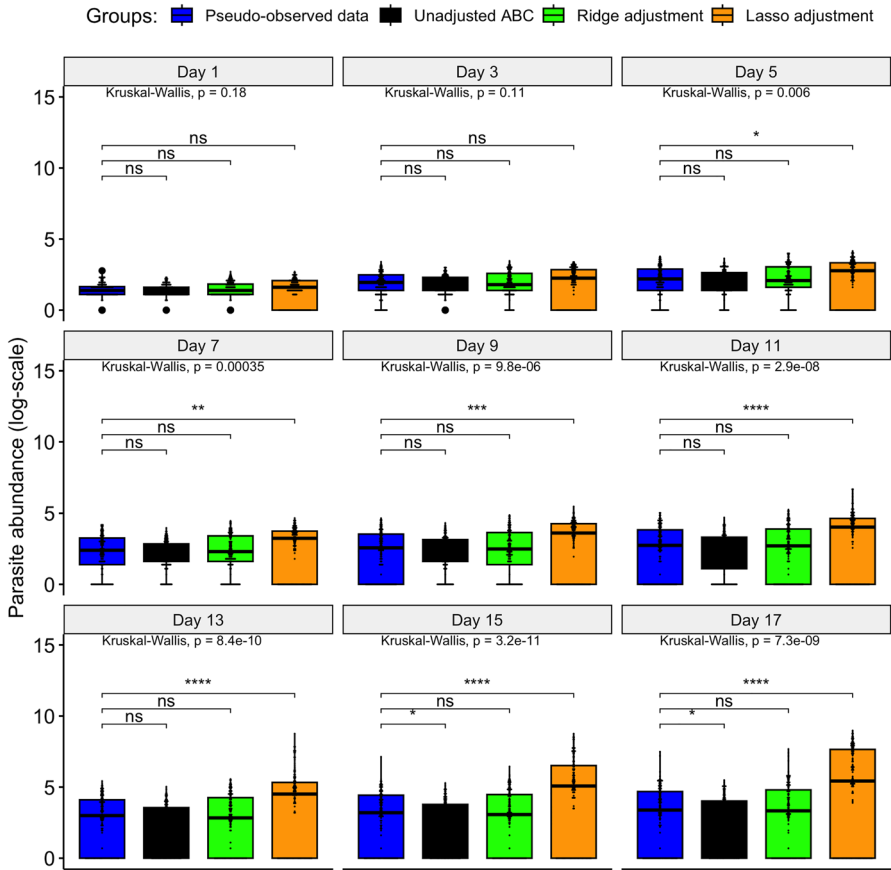 Groups: Pseudo-observed data Unadjusted ABC Ridge adjustment Lasso adjustment
Parasite abundance (log-scale)
Day 1 Day 3 Day 5
Kruskal-Wallis, p = 0.18 Kruskal-Wallis, p = 0.11 Kruskal-Wallis, p = 0.006
15
ns ns *
ns ns ns
ns ns ns
10
5
0
Day 7 Day 9 Day 11
Kruskal-Wallis, p = 0.00035 Kruskal-Wallis, p = 9.8e-06 Kruskal-Wallis, p = 2.9e-08
15
** *** ****
ns ns ns
ns ns ns
10
5
0
Day 13 Day 15 Day 17
Kruskal-Wallis, p = 8.4e-10 Kruskal-Wallis, p = 3.2e-11 Kruskal-Wallis, p = 7.3e-09
15
**** **** ****
ns ns ns
ns * *
10
5
0